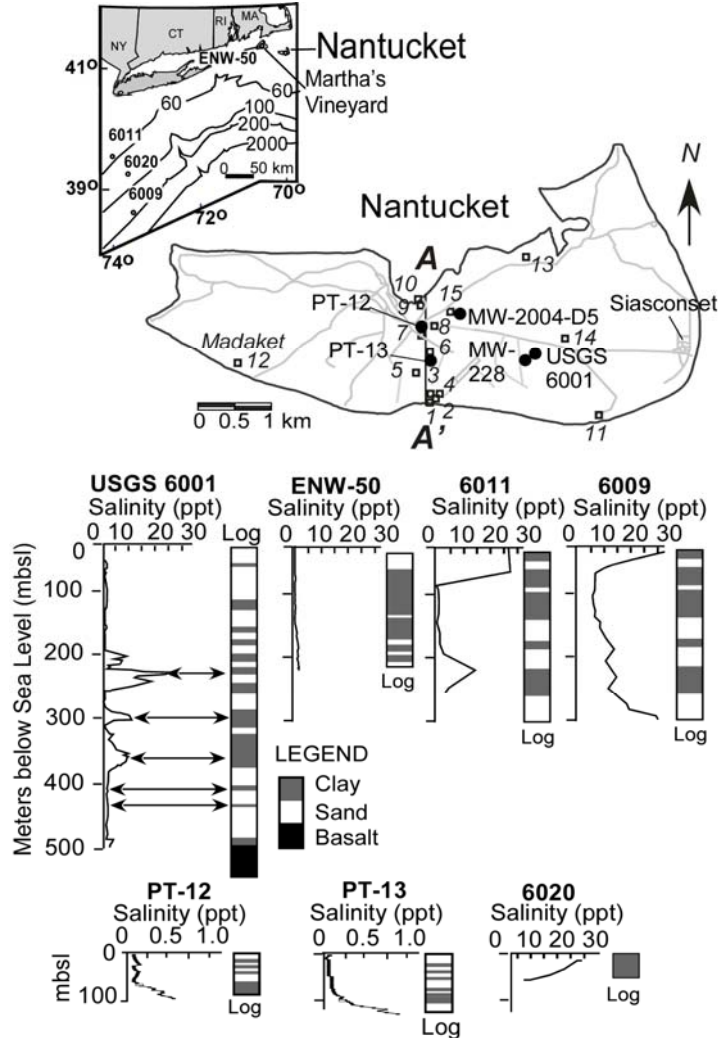 NY
CT
RI
MA
ENW-50
Nantucket
Martha's
Vineyard
41o
60
60
100
200
2000
6011
6020
6009
0 50 km
39o
74o
72o
70o
N
Nantucket
A
10
9
PT-12
7
8
15
MW-2004-D5
13
Siasconset
Madaket
12
PT-13
6
5
3
4
MW-
228
USGS
6001
14
1
2
11
A'
0 0.5 1 km
USGS 6001
Salinity (ppt)
0 10 20 30
Log
Meters below Sea Level (mbsl)
0
100
200
300
400
500
ENW-50
Salinity (ppt)
0 10 20 30
Log
6011
Salinity (ppt)
0 10 20 30
Log
6009
Salinity (ppt)
0 10 20 30
Log
LEGEND
Clay
Sand
Basalt
PT-12
Salinity (ppt)
0 0.5 1.0
mbsl
0
100
Log
PT-13
Salinity (ppt)
0 0.5 1.0
Log
6020
Salinity (ppt)
0 10 20 30
Log